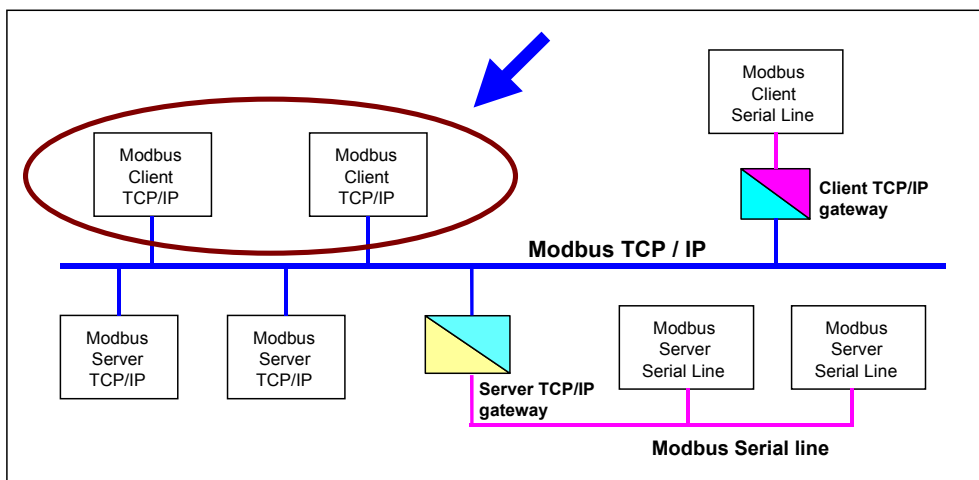 Modbus
Client
Serial Line
Modbus
Client
TCP/IP
Modbus
Client
TCP/IP
Client TCP/IP
gateway
Modbus TCP / IP
Modbus
Server
TCP/IP
Modbus
Server
TCP/IP
Server TCP/IP
gateway
Modbus
Server
Serial Line
Modbus
Server
Serial Line
Modbus Serial line